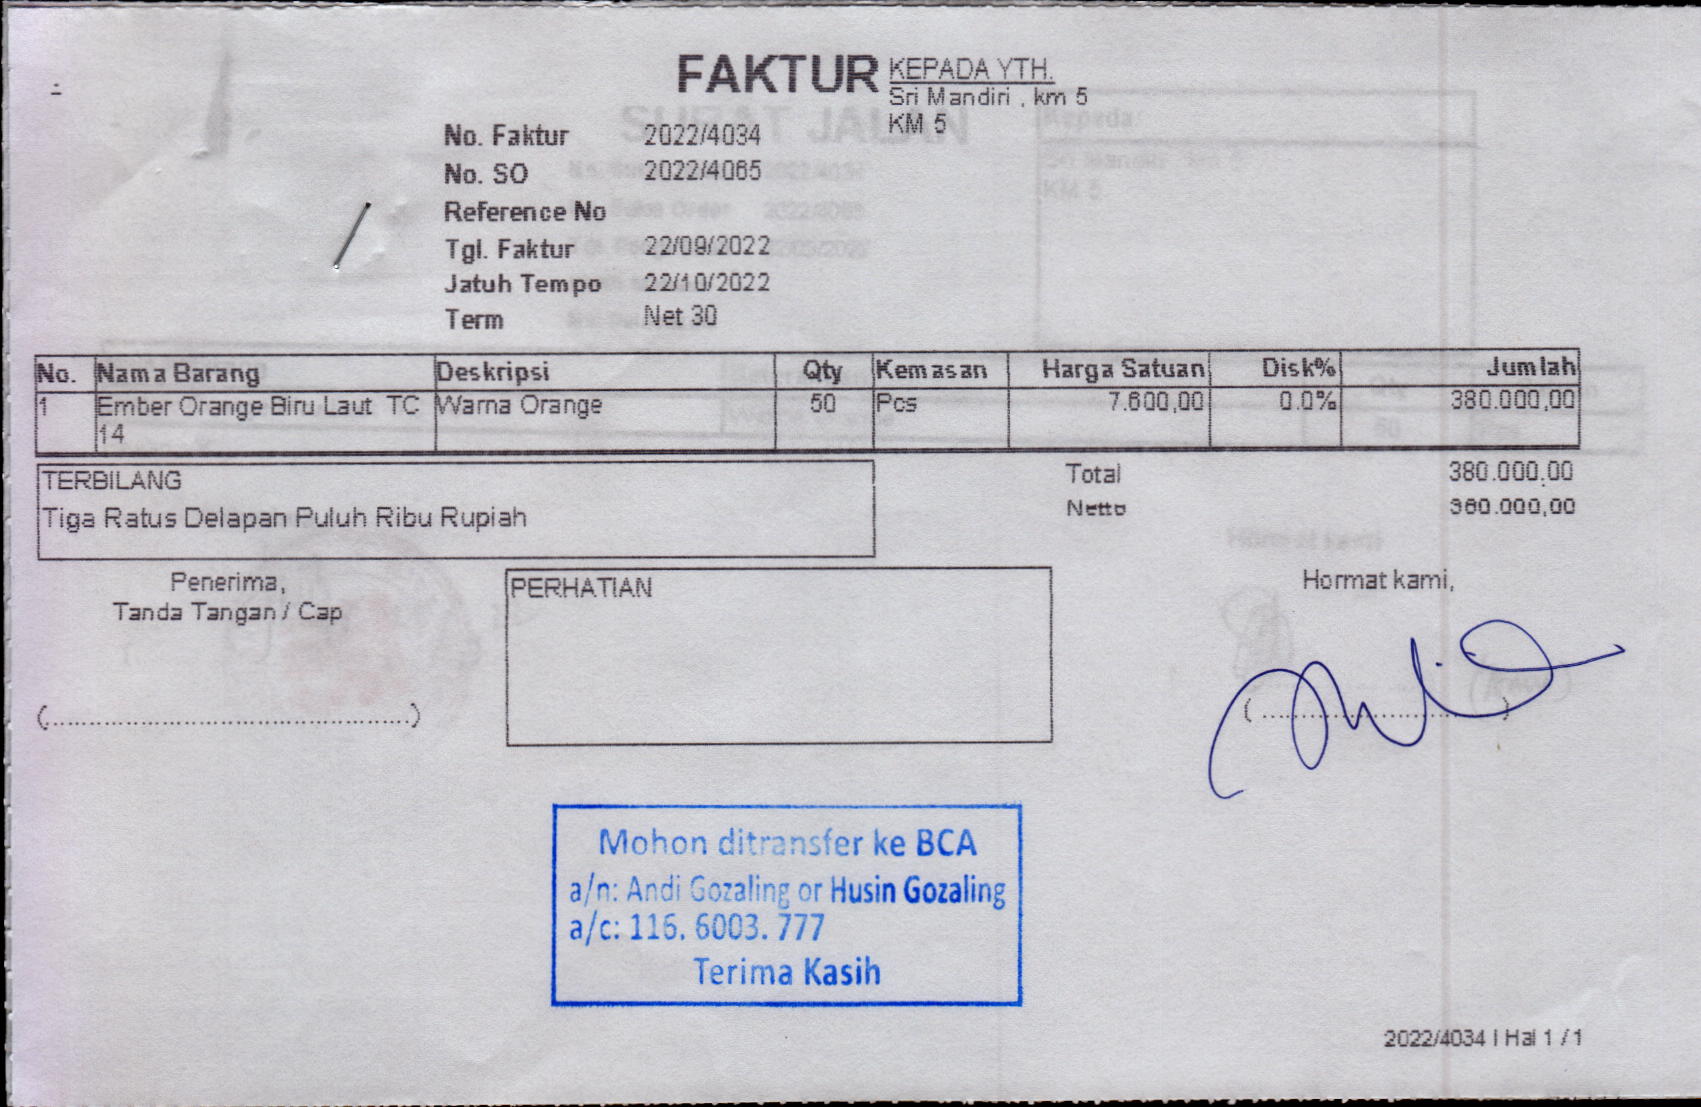 FAKTUR
KEPADA YTH.
Sri Mandiri , km 5
KM 5
No. Faktur 2022/4034
No. SO 2022/4065
Reference No
Tgl. Faktur 22/09/2022
Jatuh Tempo 22/10/2022
Term Net 30
No. Nama Barang Deskripsi Qty Kemasan Harga Satuan Disk% Jumlah
1 Ember Orange Biru Laut TC Warna Orange 50 Pcs 7.600,00 0.0% 380.000,00
14
TERBILANG
Tiga Ratus Delapan Puluh Ribu Rupiah
Total 380.000,00
Netto 380.000,00
Penerima,
Tanda Tangan / Cap
(..............................................)
PERHATIAN
Hormat kami,
(................................)
Mohon ditransfer ke BCA
a/n: Andi Gozaling or Husin Gozaling
a/c: 116. 6003. 777
Terima Kasih
2022/4034 | Hal 1 / 1